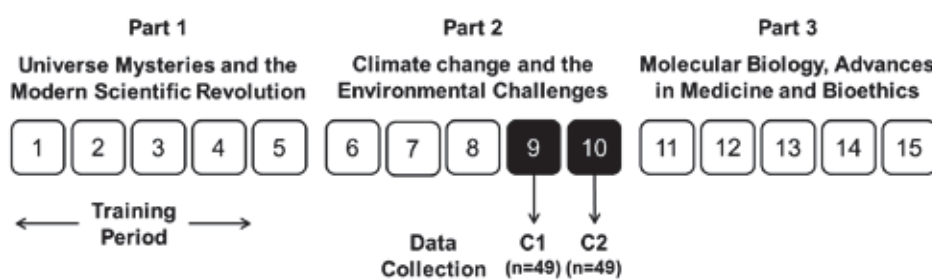 Part 1
Universe Mysteries and the
Modern Scientific Revolution
Part 2
Climate change and the
Environmental Challenges
Part 3
Molecular Biology, Advances
in Medicine and Bioethics
1 2 3 4 5 6 7 8 9 10 11 12 13 14 15
Training
Period
Data
Collection
C1
(n=49)
C2
(n=49)